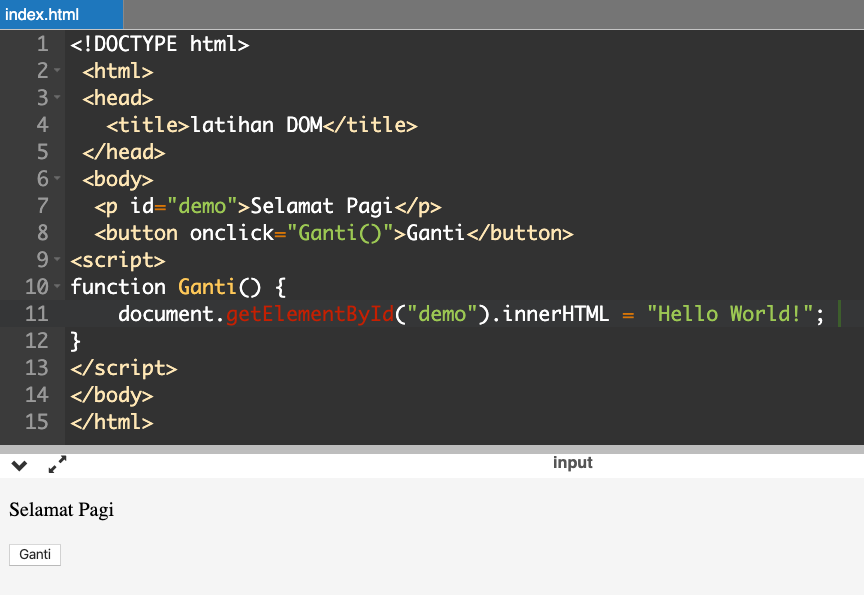 index.html
1 <!DOCTYPE html>
2 <html>
3 <head>
4 <title>latihan DOM</title>
5 </head>
6 <body>
7 <p id="demo">Selamat Pagi</p>
8 <button onclick="Ganti()">Ganti</button>
9 <script>
10 function Ganti() {
11 document.getElementById("demo").innerHTML = "Hello World!";
12 }
13 </script>
14 </body>
15 </html>
input
Selamat Pagi
Ganti